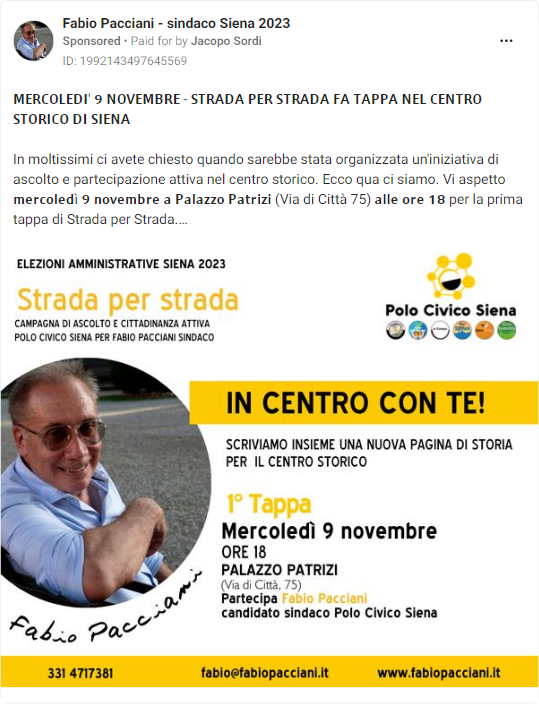 Fabio Pacciani - sindaco Siena 2023
Sponsored • Paid for by Jacopo Sordi
ID: 1992143497645569
MERCOLEDI' 9 NOVEMBRE - STRADA PER STRADA FA TAPPA NEL CENTRO
STORICO DI SIENA
In moltissimi ci avete chiesto quando sarebbe stata organizzata un'iniziativa di
ascolto e partecipazione attiva nel centro storico. Ecco qua ci siamo. Vi aspetto
mercoledì 9 novembre a Palazzo Patrizi (Via di Città 75) alle ore 18 per la prima
tappa di Strada per Strada....
ELEZIONI AMMINISTRATIVE SIENA 2023
Strada per strada
CAMPAGNA DI ASCOLTO E CITTADINANZA ATTIVA
POLO CIVICO SIENA PER FABIO PACCIANI SINDACO
Polo Civico Siena
IN CENTRO CON TE!
SCRIVIAMO INSIEME UNA NUOVA PAGINA DI STORIA
PER IL CENTRO STORICO
1° Tappa
Mercoledì 9 novembre
ORE 18
PALAZZO PATRIZI
(Via di Città, 75)
Partecipa Fabio Pacciani
candidato sindaco Polo Civico Siena
Fabio Pacciani
331 4717381
fabio@fabiopacciani.it
www.fabiopacciani.it